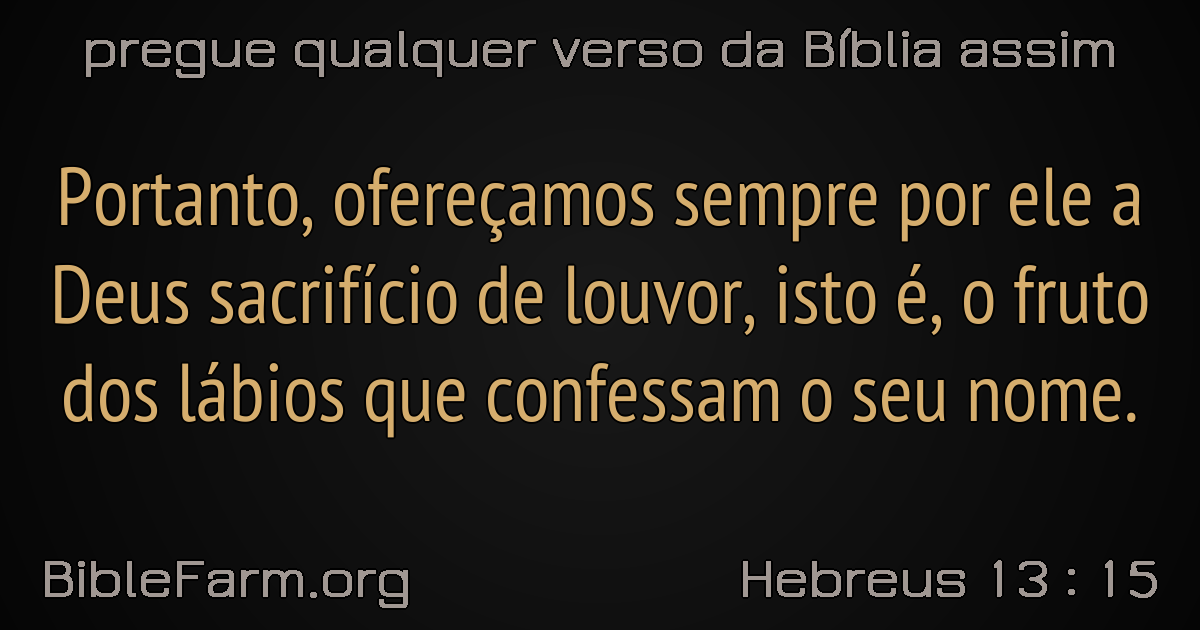 pregue qualquer verso da Bíblia assim
Portanto, ofereçamos sempre por ele a
Deus sacrifício de louvor, isto é, o fruto
dos lábios que confessam o seu nome.
BibleFarm.org
Hebreus 13 : 15